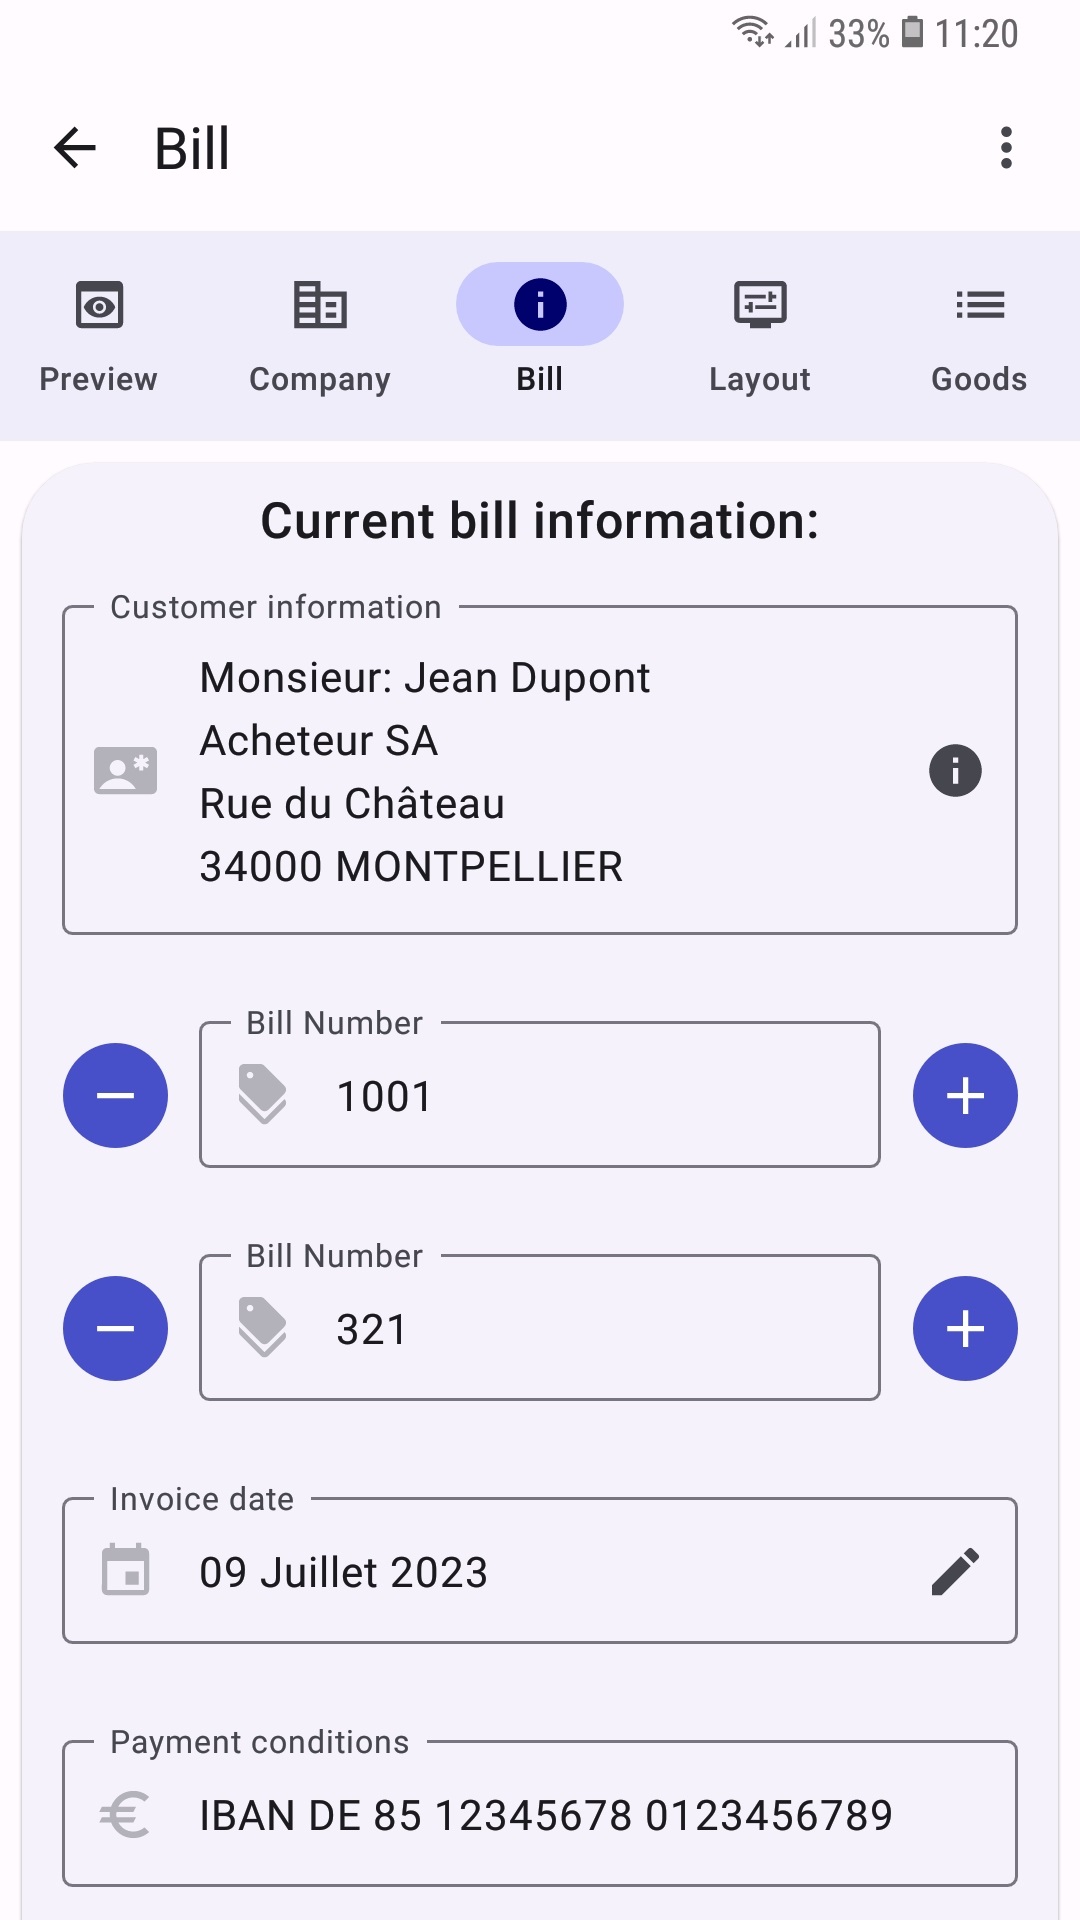 33% 11:20
Bill
Preview Company Bill Layout Goods
Current bill information:
Customer information
Monsieur: Jean Dupont
Acheteur SA
Rue du Château
34000 MONTPELLIER
Bill Number
1001
Bill Number
321
Invoice date
09 Juillet 2023
Payment conditions
IBAN DE 85 12345678 0123456789